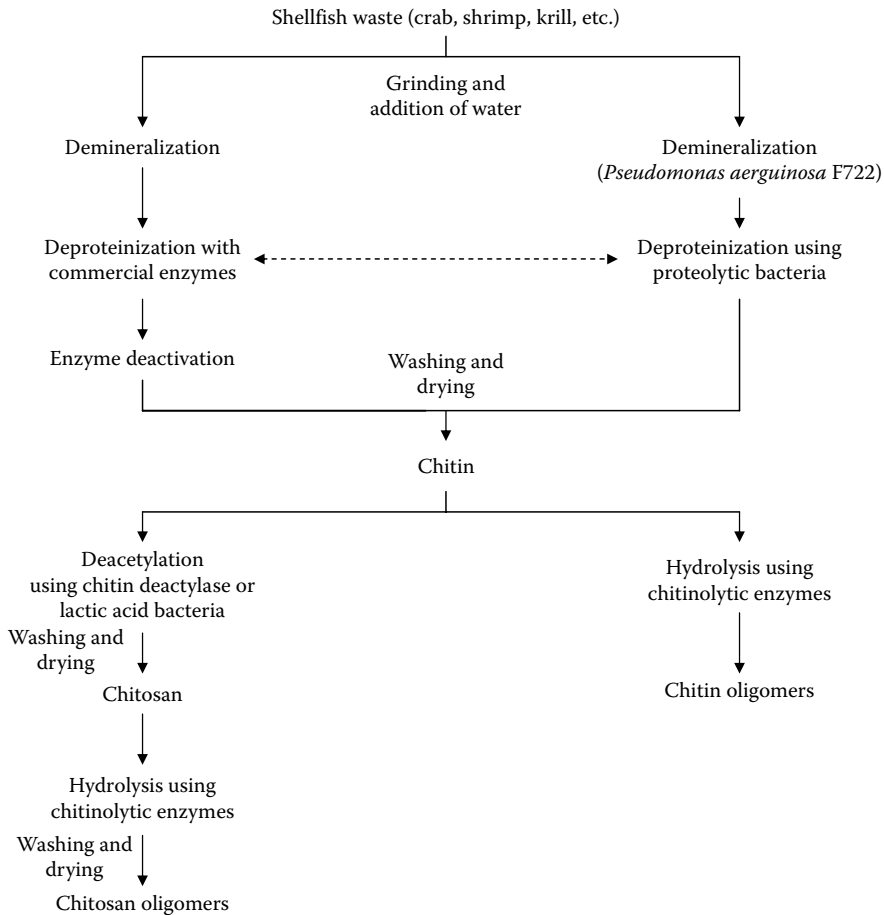 Shellfish waste (crab, shrimp, krill, etc.)
Grinding and
addition of water
Demineralization
Demineralization
(Pseudomonas aerguinosa F722)
Deproteinization with
commercial enzymes
Deproteinization using
proteolytic bacteria
Enzyme deactivation
Washing and
drying
Chitin
Deacetylation
using chitin deactylase or
lactic acid bacteria
Hydrolysis using
chitinolytic enzymes
Washing and
drying
Chitosan
Chitin oligomers
Hydrolysis using
chitinolytic enzymes
Washing and
drying
Chitosan oligomers